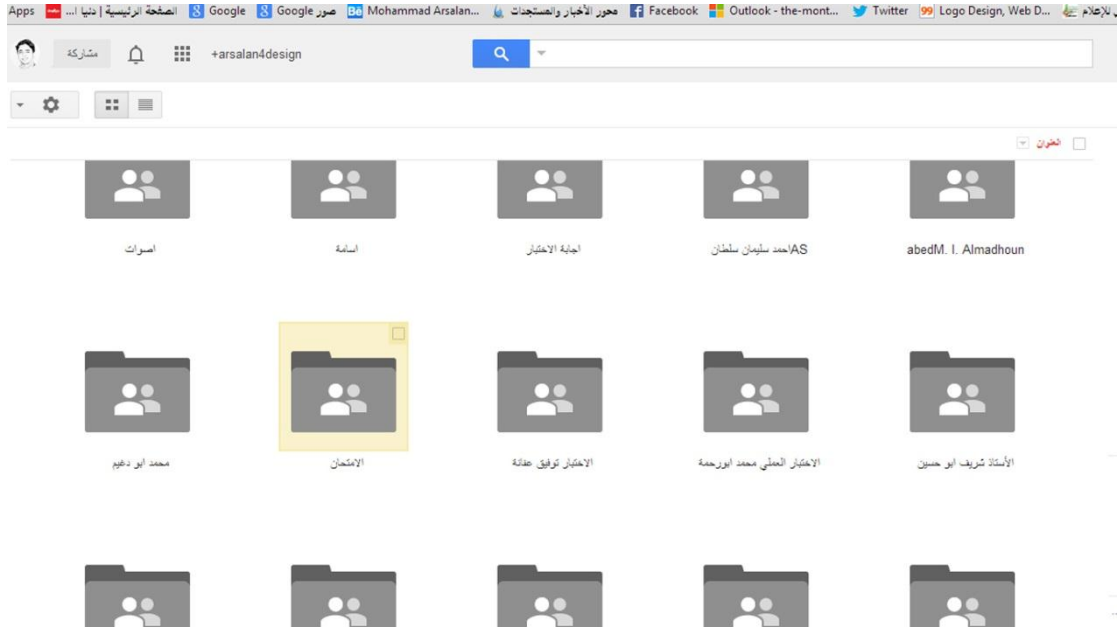 Apps الصفحة الرئيسية | دنيا ا... Google صور Google Mohammad Arsalan... محور الأخبار والمستجدات Facebook Outlook - the-mont... Twitter Logo Design, Web D...
مشاركة +arsalan4design
العنوان
abedM. I. Almadhoun
ASاحمد سليمان سلطان
اجابة الاختبار
اسامة
اصوات
الأستاذ شريف ابو حسين
الاختبار العملي محمد ابورحمة
الاختبار توفيق عنانة
الامتحان
محمد ابو دغيم